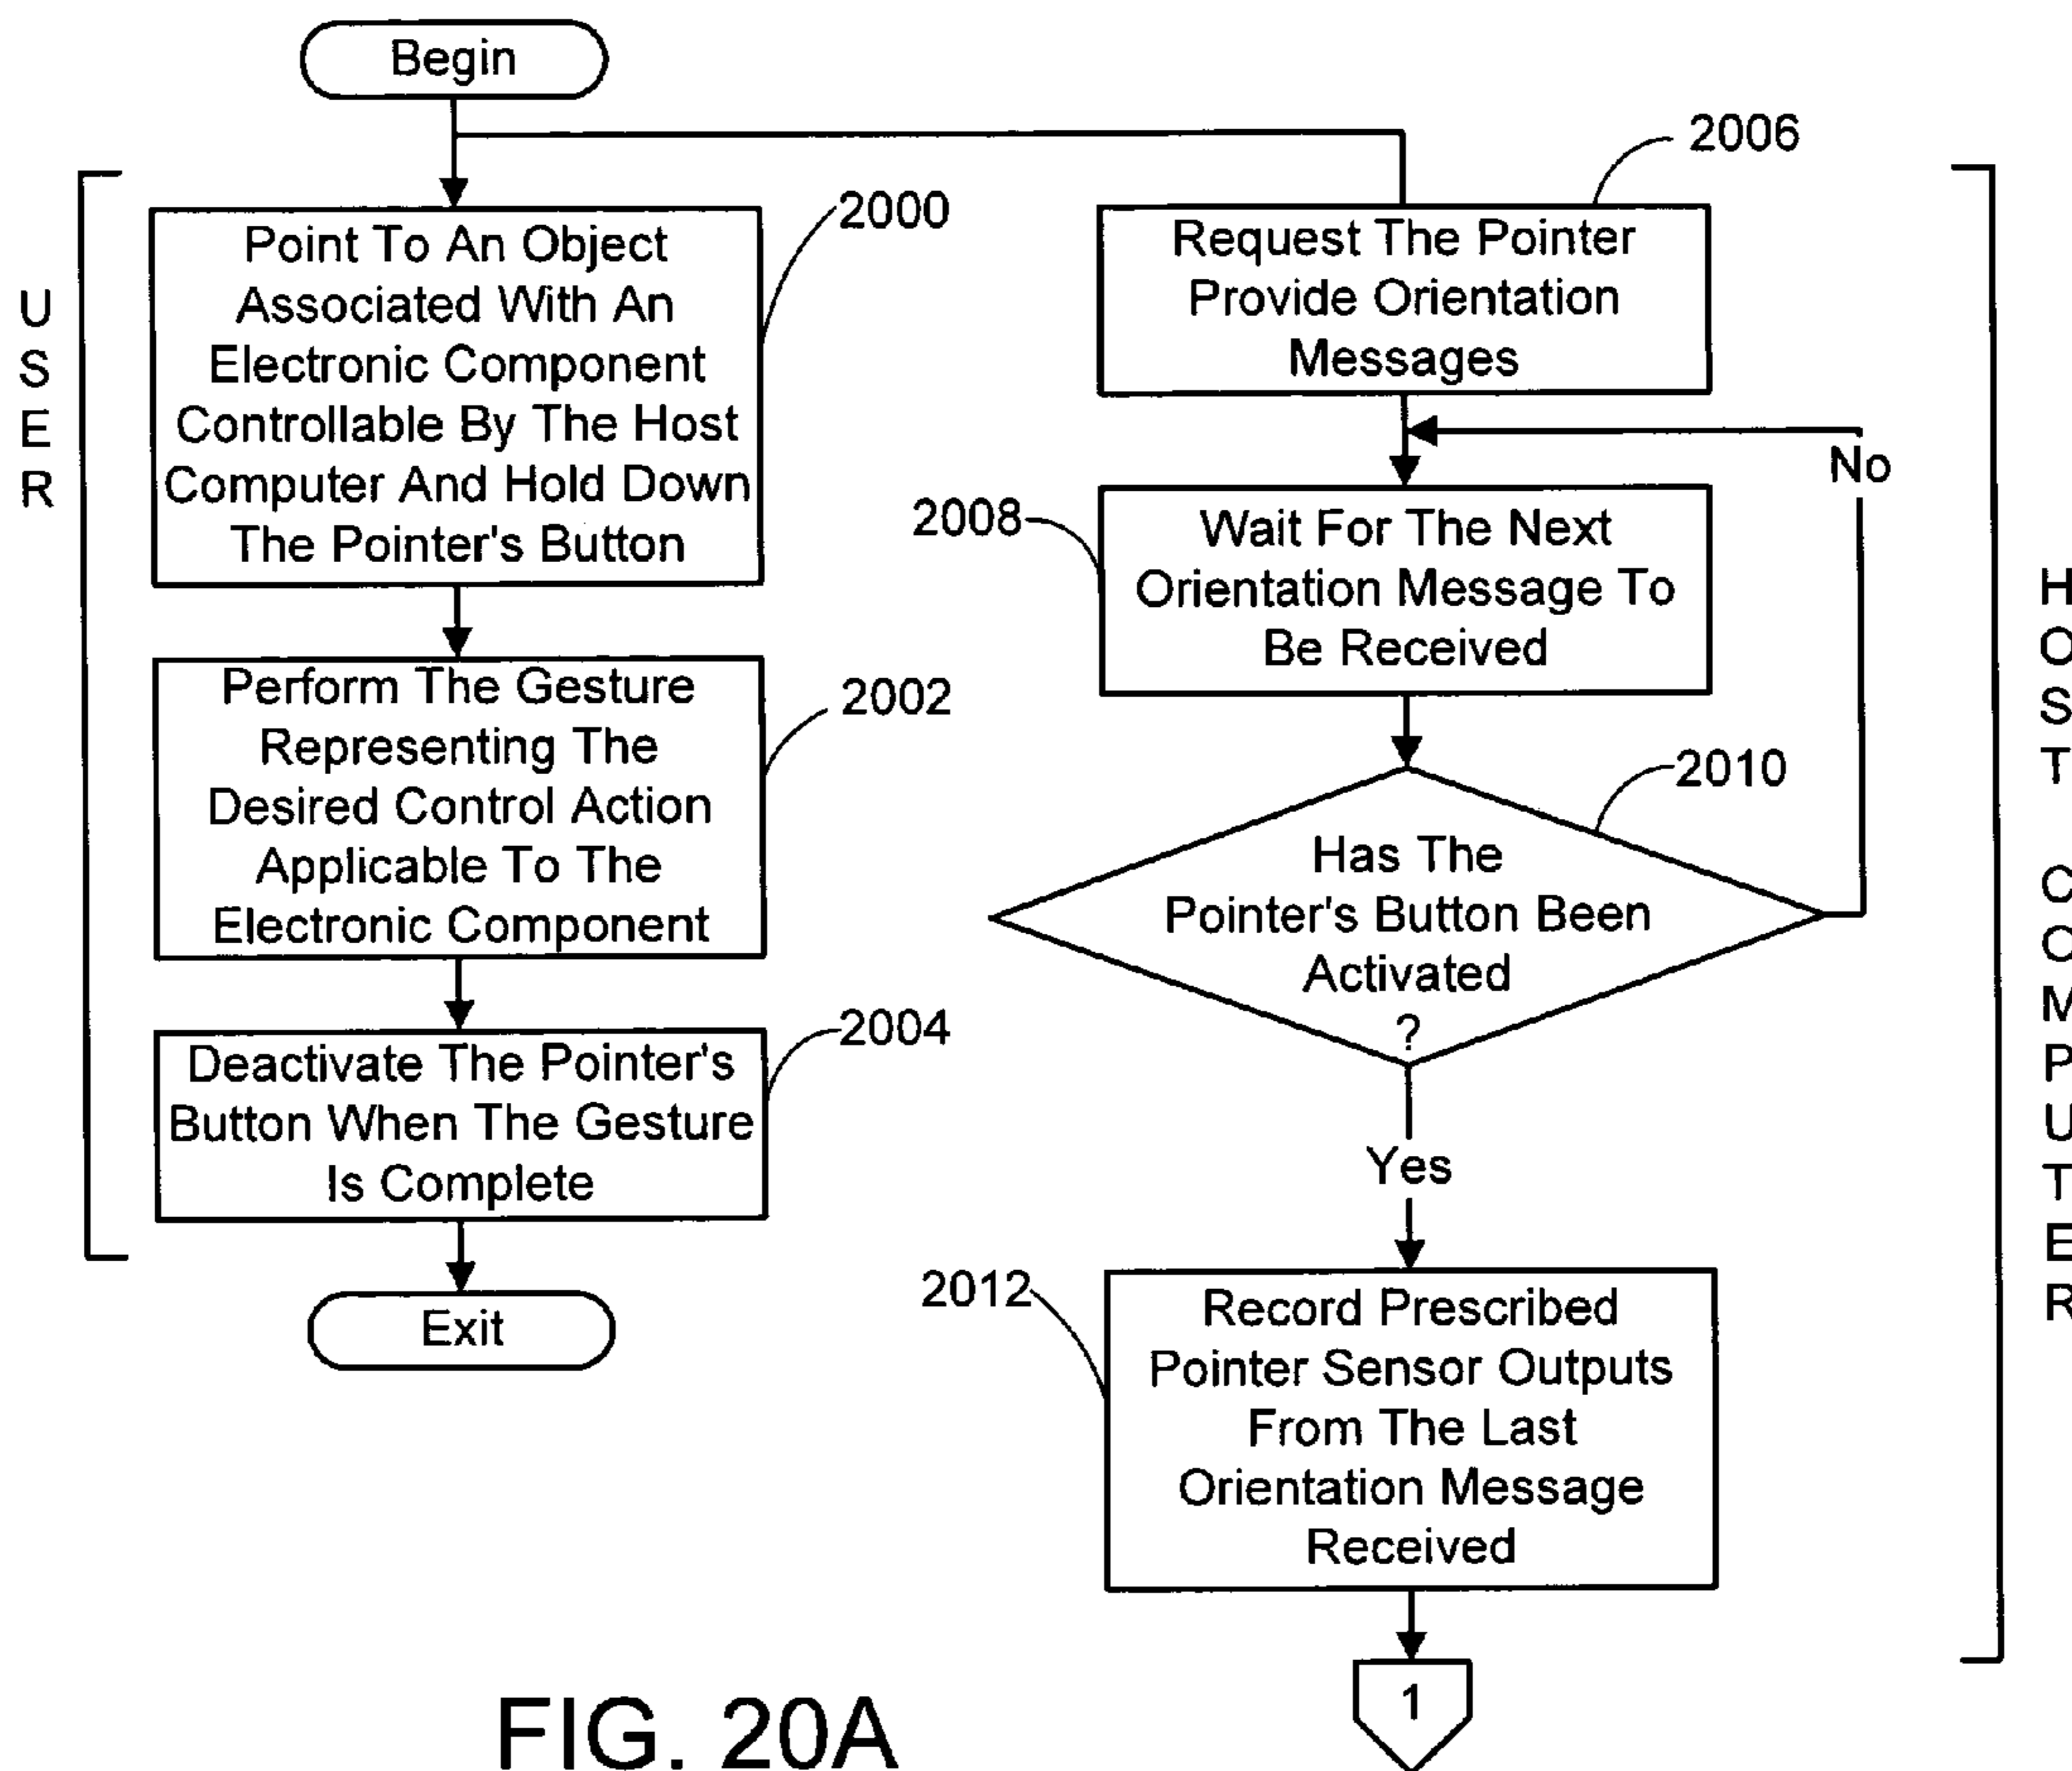 Begin
USER
2000
Point To An Object
Associated With An
Electronic Component
Controllable By The Host
Computer And Hold Down
The Pointer's Button
2002
Perform The Gesture
Representing The
Desired Control Action
Applicable To The
Electronic Component
2004
Deactivate The Pointer's
Button When The Gesture
Is Complete
Exit
2006
Request The Pointer
Provide Orientation
Messages
No
2008
Wait For The Next
Orientation Message To
Be Received
2010
Has The
Pointer's Button Been
Activated
?
Yes
2012
Record Prescribed
Pointer Sensor Outputs
From The Last
Orientation Message
Received
1
HOST COMPUTER
FIG. 20A